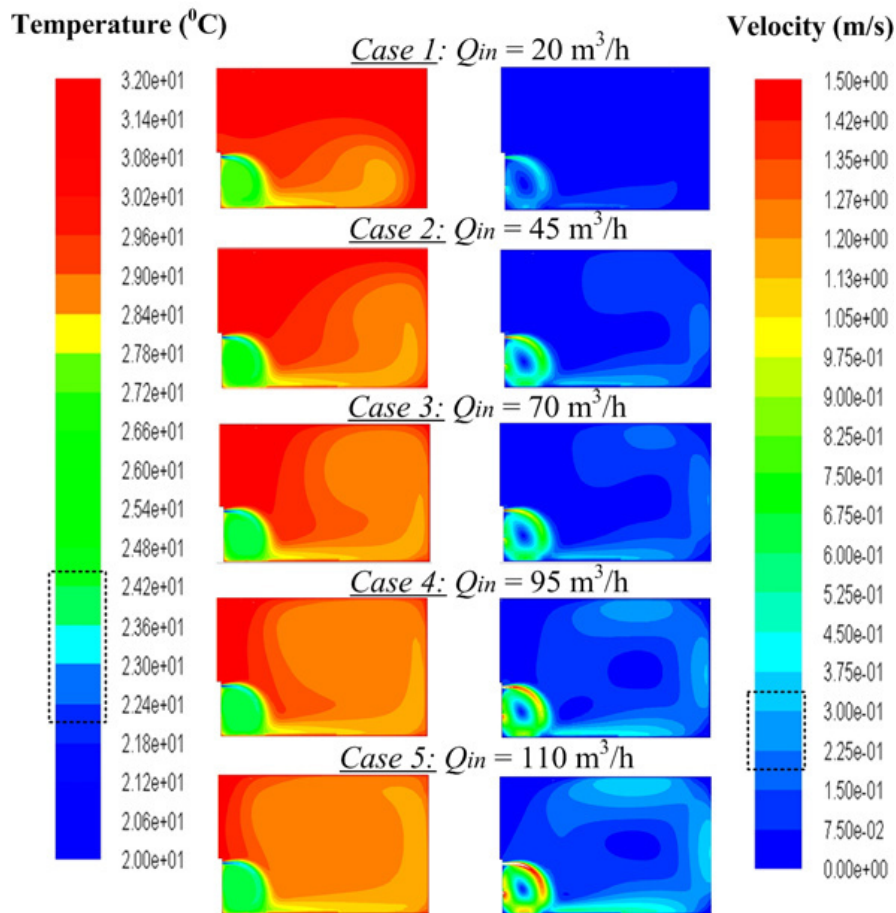 Temperature (⁰C)
Velocity (m/s)
Case 1: Qin = 20 m³/h
Case 2: Qin = 45 m³/h
Case 3: Qin = 70 m³/h
Case 4: Qin = 95 m³/h
Case 5: Qin = 110 m³/h
3.20e+01
3.14e+01
3.08e+01
3.02e+01
2.96e+01
2.90e+01
2.84e+01
2.78e+01
2.72e+01
2.66e+01
2.60e+01
2.54e+01
2.48e+01
2.42e+01
2.36e+01
2.30e+01
2.24e+01
2.18e+01
2.12e+01
2.06e+01
2.00e+01
1.50e+00
1.42e+00
1.35e+00
1.27e+00
1.20e+00
1.13e+00
1.05e+00
9.75e-01
9.00e-01
8.25e-01
7.50e-01
6.75e-01
6.00e-01
5.25e-01
4.50e-01
3.75e-01
3.00e-01
2.25e-01
1.50e-01
7.50e-02
0.00e+00